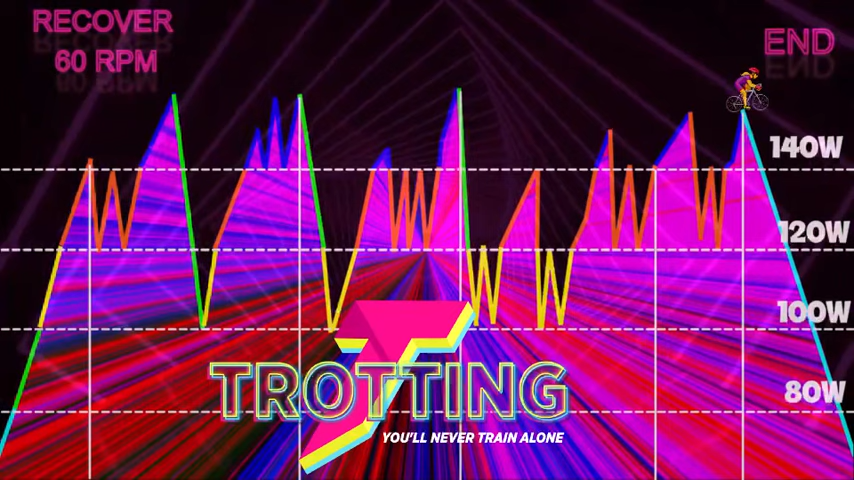 RECOVER
60 RPM
END
140W
120W
100W
80W
T
TROTTING
YOU'LL NEVER TRAIN ALONE